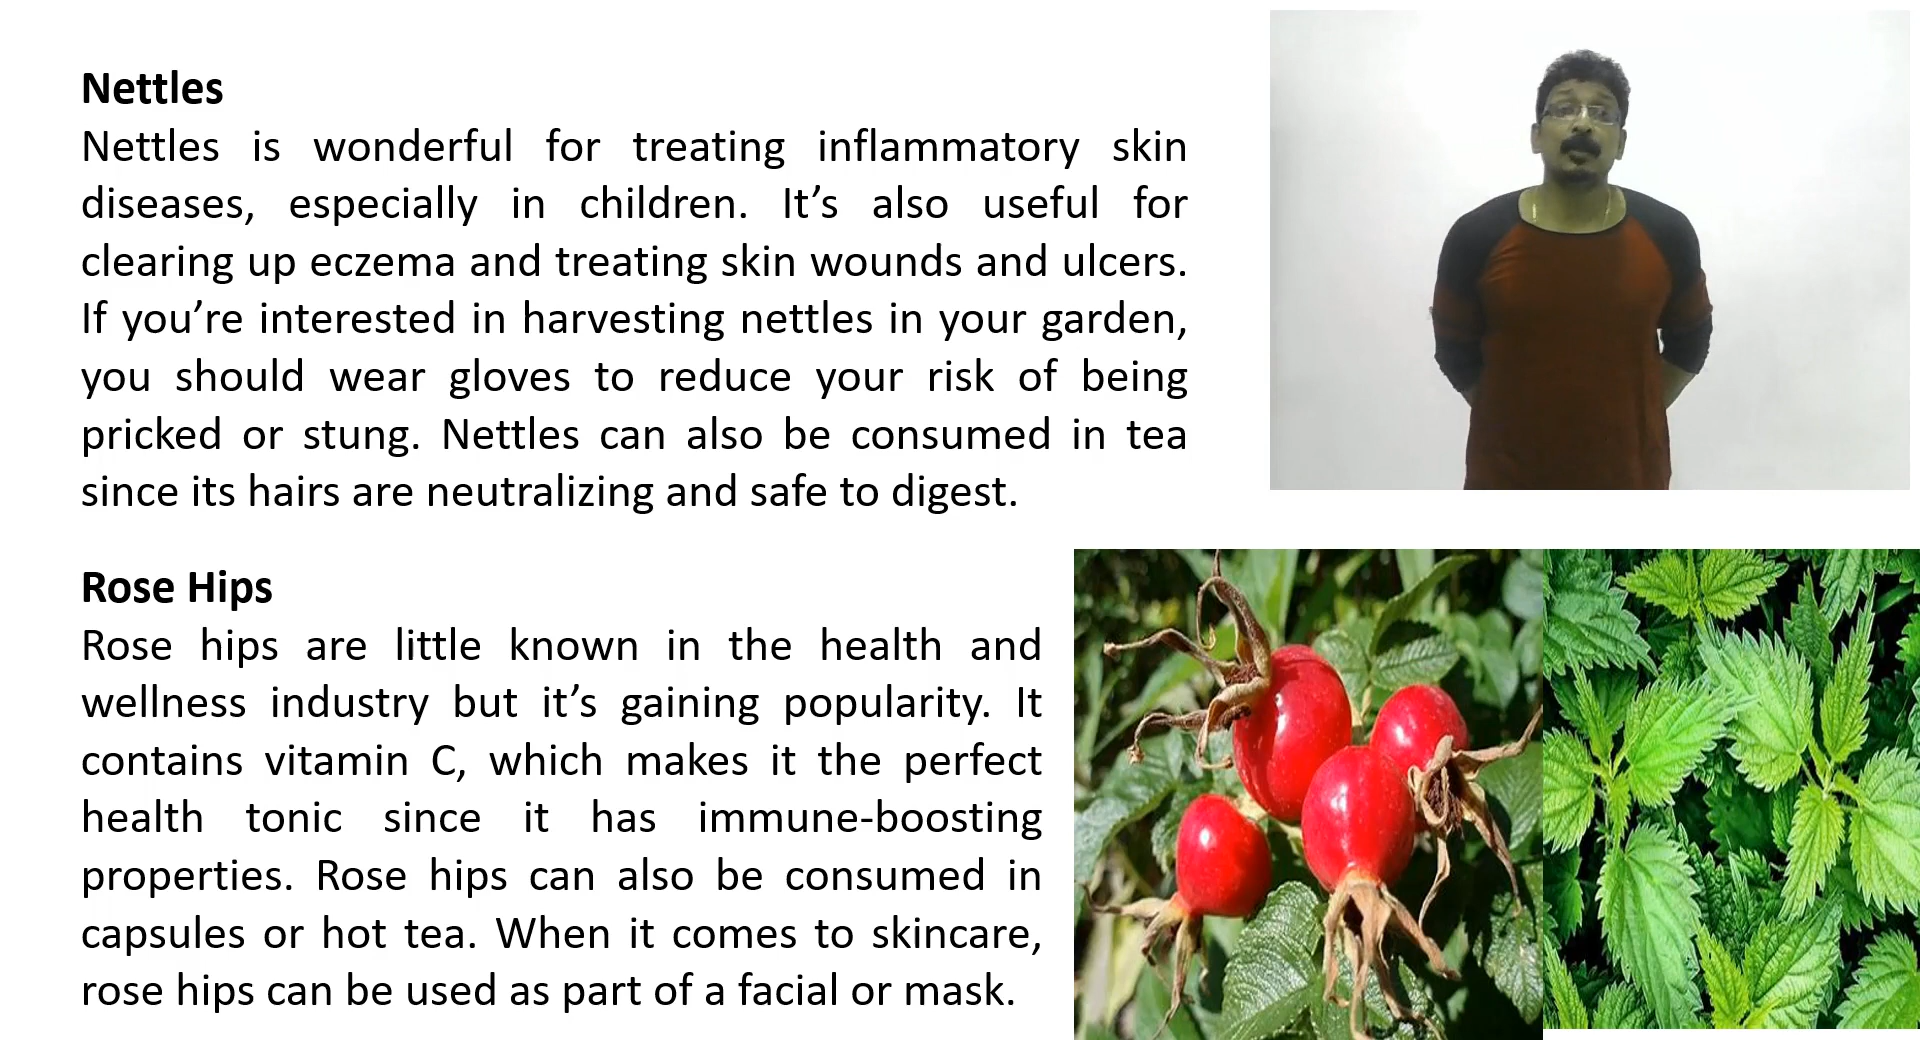 Nettles
Nettles is wonderful for treating inflammatory skin
diseases, especially in children. It’s also useful for
clearing up eczema and treating skin wounds and ulcers.
If you’re interested in harvesting nettles in your garden,
you should wear gloves to reduce your risk of being
pricked or stung. Nettles can also be consumed in tea
since its hairs are neutralizing and safe to digest.
Rose Hips
Rose hips are little known in the health and
wellness industry but it’s gaining popularity. It
contains vitamin C, which makes it the perfect
health tonic since it has immune-boosting
properties. Rose hips can also be consumed in
capsules or hot tea. When it comes to skincare,
rose hips can be used as part of a facial or mask.